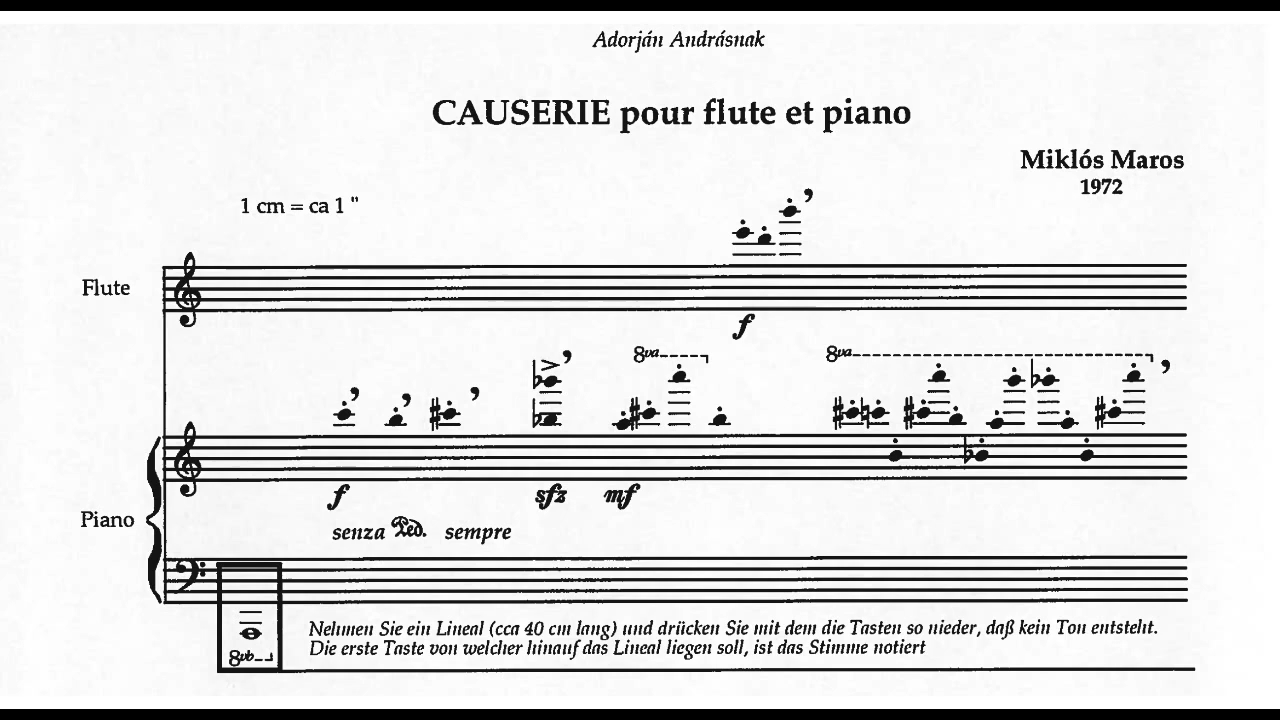 Adorján Andrásnak
CAUSERIE pour flute et piano
Miklós Maros
1972
1 cm = ca 1 "
Flute
f
8va
8va
f
sfz
mf
Piano
senza Ped. sempre
Nehmen Sie ein Lineal (cca 40 cm lang) und drücken Sie mit dem die Tasten so nieder, daß kein Ton entsteht.
Die erste Taste von welcher hinauf das Lineal liegen soll, ist das Stimme notiert
8vb